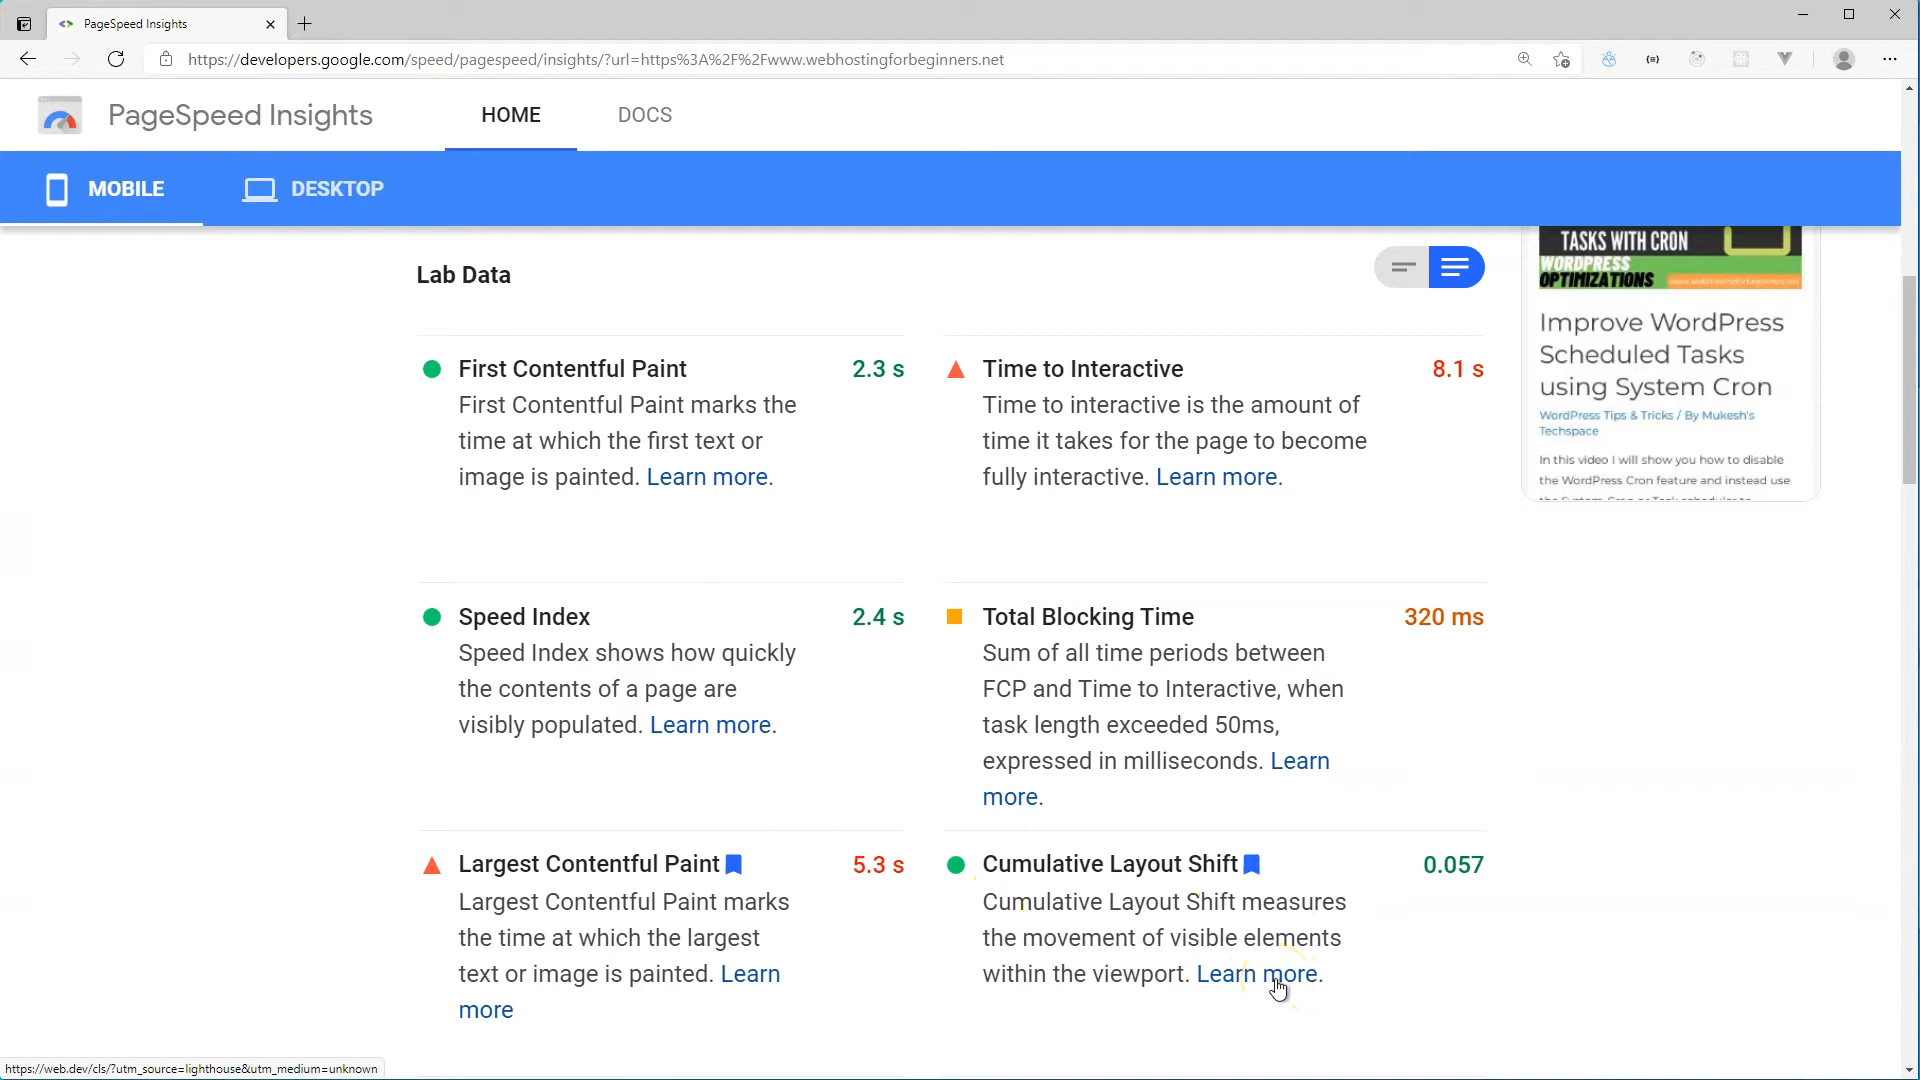 PageSpeed Insights
https://developers.google.com/speed/pagespeed/insights/?url=https%3A%2F%2Fwww.webhostingforbeginners.net
PageSpeed Insights
HOME
DOCS
MOBILE
DESKTOP
Lab Data
First Contentful Paint
2.3 s
First Contentful Paint marks the
time at which the first text or
image is painted. Learn more.
Time to Interactive
8.1 s
Time to interactive is the amount of
time it takes for the page to become
fully interactive. Learn more.
Speed Index
2.4 s
Speed Index shows how quickly
the contents of a page are
visibly populated. Learn more.
Total Blocking Time
320 ms
Sum of all time periods between
FCP and Time to Interactive, when
task length exceeded 50ms,
expressed in milliseconds. Learn
more.
Largest Contentful Paint
5.3 s
Largest Contentful Paint marks
the time at which the largest
text or image is painted. Learn
more
Cumulative Layout Shift
0.057
Cumulative Layout Shift measures
the movement of visible elements
within the viewport. Learn more.
TASKS WITH CRON
WORDPRESS
OPTIMIZATIONS
Improve WordPress
Scheduled Tasks
using System Cron
WordPress Tips & Tricks / By Mukesh's
Techspace
In this video I will show you how to disable
the WordPress Cron feature and instead use
https://web.dev/cls/?utm_source=lighthouse&utm_medium=unknown